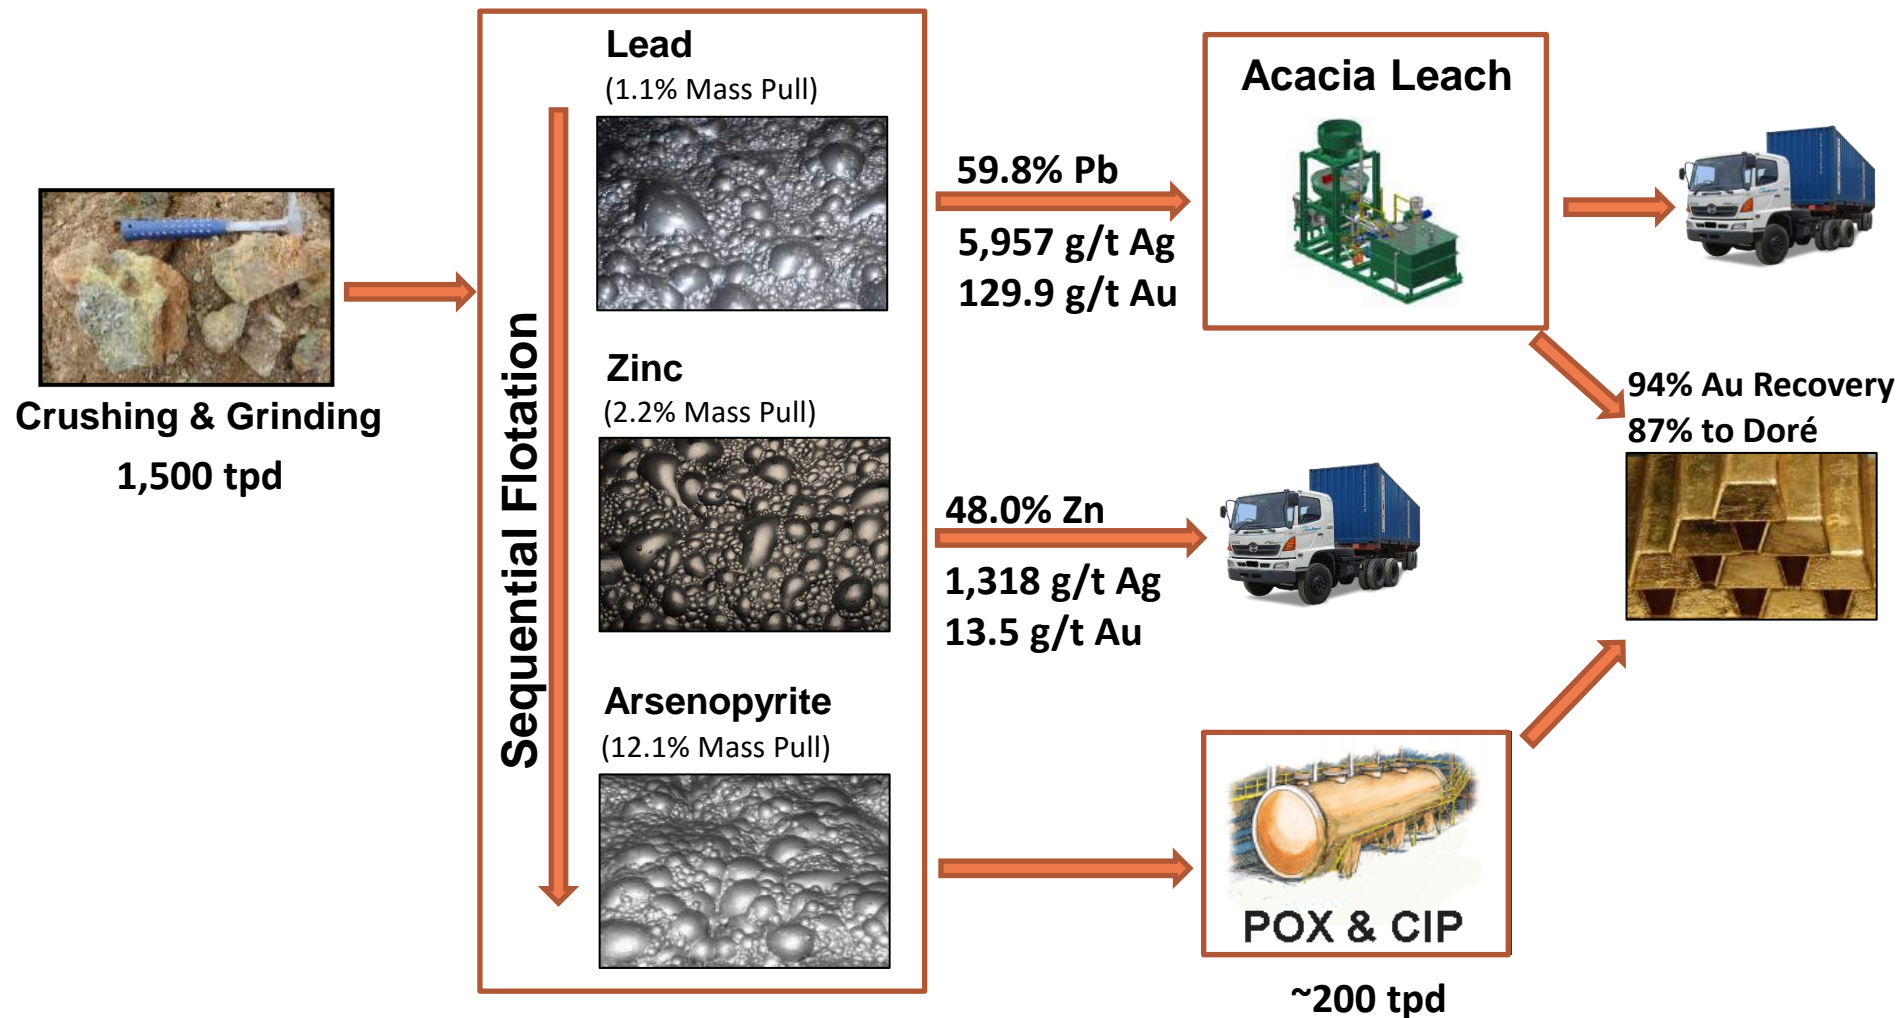 Crushing & Grinding
1,500 tpd
Sequential Flotation
Lead
(1.1% Mass Pull)
Zinc
(2.2% Mass Pull)
Arsenopyrite
(12.1% Mass Pull)
59.8% Pb
5,957 g/t Ag
129.9 g/t Au
48.0% Zn
1,318 g/t Ag
13.5 g/t Au
Acacia Leach
94% Au Recovery
87% to Doré
POX & CIP
~200 tpd